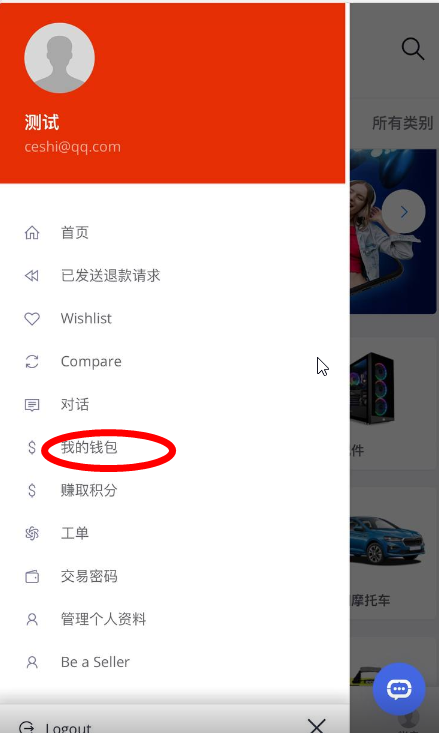 所有类别
测试
ceshi@qq.com
首页
已发送退款请求
Wishlist
Compare
对话
我的钱包
赚取积分
工单
交易密码
管理个人资料
Be a Seller
件
摩托车
Logout